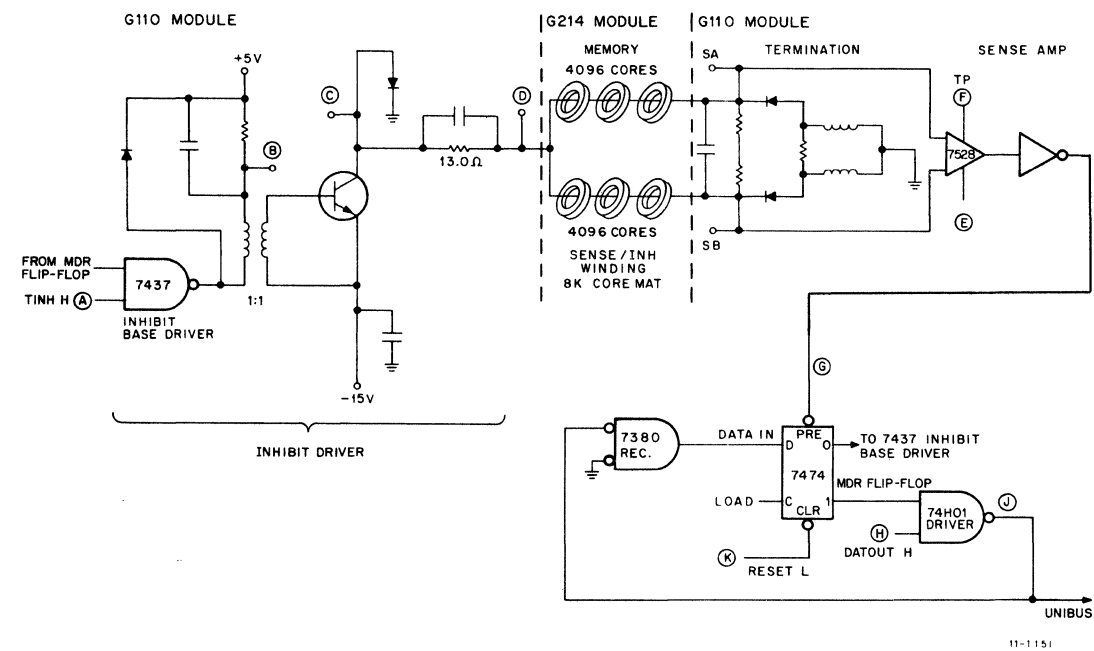 G110 MODULE
G214 MODULE
G110 MODULE
MEMORY
4096 CORES
TERMINATION
SENSE AMP
+5V
C
D
SA
TP
F
B
13.0Ω
7528
4096 CORES
SB
E
SENSE/INH
WINDING
8K CORE MAT
FROM MDR
FLIP-FLOP
7437
TINH H A
1:1
INHIBIT
BASE DRIVER
-15V
INHIBIT DRIVER
G
7380
REC.
DATA IN
PRE
D
0
TO 7437 INHIBIT
BASE DRIVER
7474
MDR FLIP-FLOP
LOAD
C
1
CLR
74H01
DRIVER
J
H
DATOUT H
K
RESET L
UNIBUS
11-1151